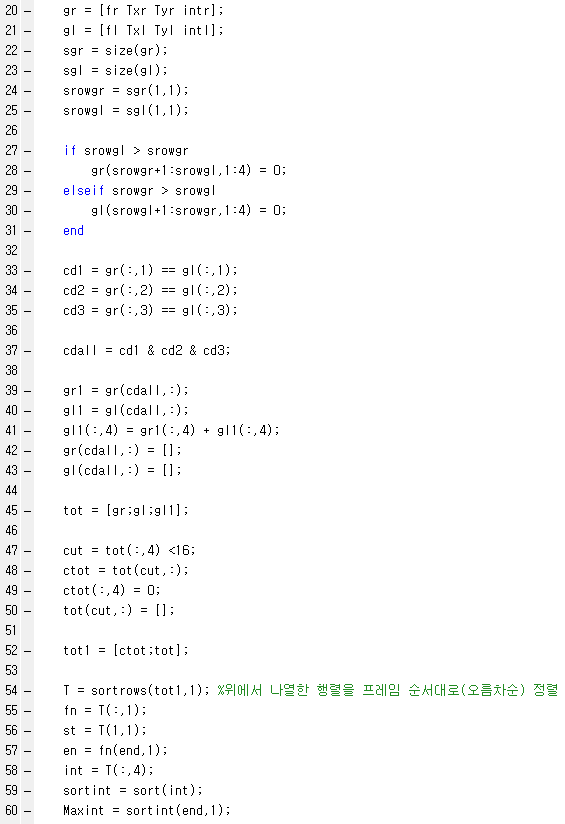 20 – gr = [fr Txr Tyr intr];
21 – gl = [fl Txl Tyl intl];
22 – sgr = size(gr);
23 – sgl = size(gl);
24 – srowgr = sgr(1,1);
25 – srowgl = sgl(1,1);
26
27 – if srowgl > srowgr
28 – gr(srowgr+1:srowgl,1:4) = 0;
29 – elseif srowgr > srowgl
30 – gl(srowgl+1:srowgr,1:4) = 0;
31 – end
32
33 – cd1 = gr(:,1) == gl(:,1);
34 – cd2 = gr(:,2) == gl(:,2);
35 – cd3 = gr(:,3) == gl(:,3);
36
37 – cdall = cd1 & cd2 & cd3;
38
39 – gr1 = gr(cdall,:);
40 – gl1 = gl(cdall,:);
41 – gl1(:,4) = gr1(:,4) + gl1(:,4);
42 – gr(cdall,:) = [];
43 – gl(cdall,:) = [];
44
45 – tot = [gr;gl;gl1];
46
47 – cut = tot(:,4) <16;
48 – ctot = tot(cut,:);
49 – ctot(:,4) = 0;
50 – tot(cut,:) = [];
51
52 – tot1 = [ctot;tot];
53
54 – T = sortrows(tot1,1); %위에서 나열한 행렬을 프레임 순서대로(오름차순) 정렬
55 – fn = T(:,1);
56 – st = T(1,1);
57 – en = fn(end,1);
58 – int = T(:,4);
59 – sortint = sort(int);
60 – Maxint = sortint(end,1);